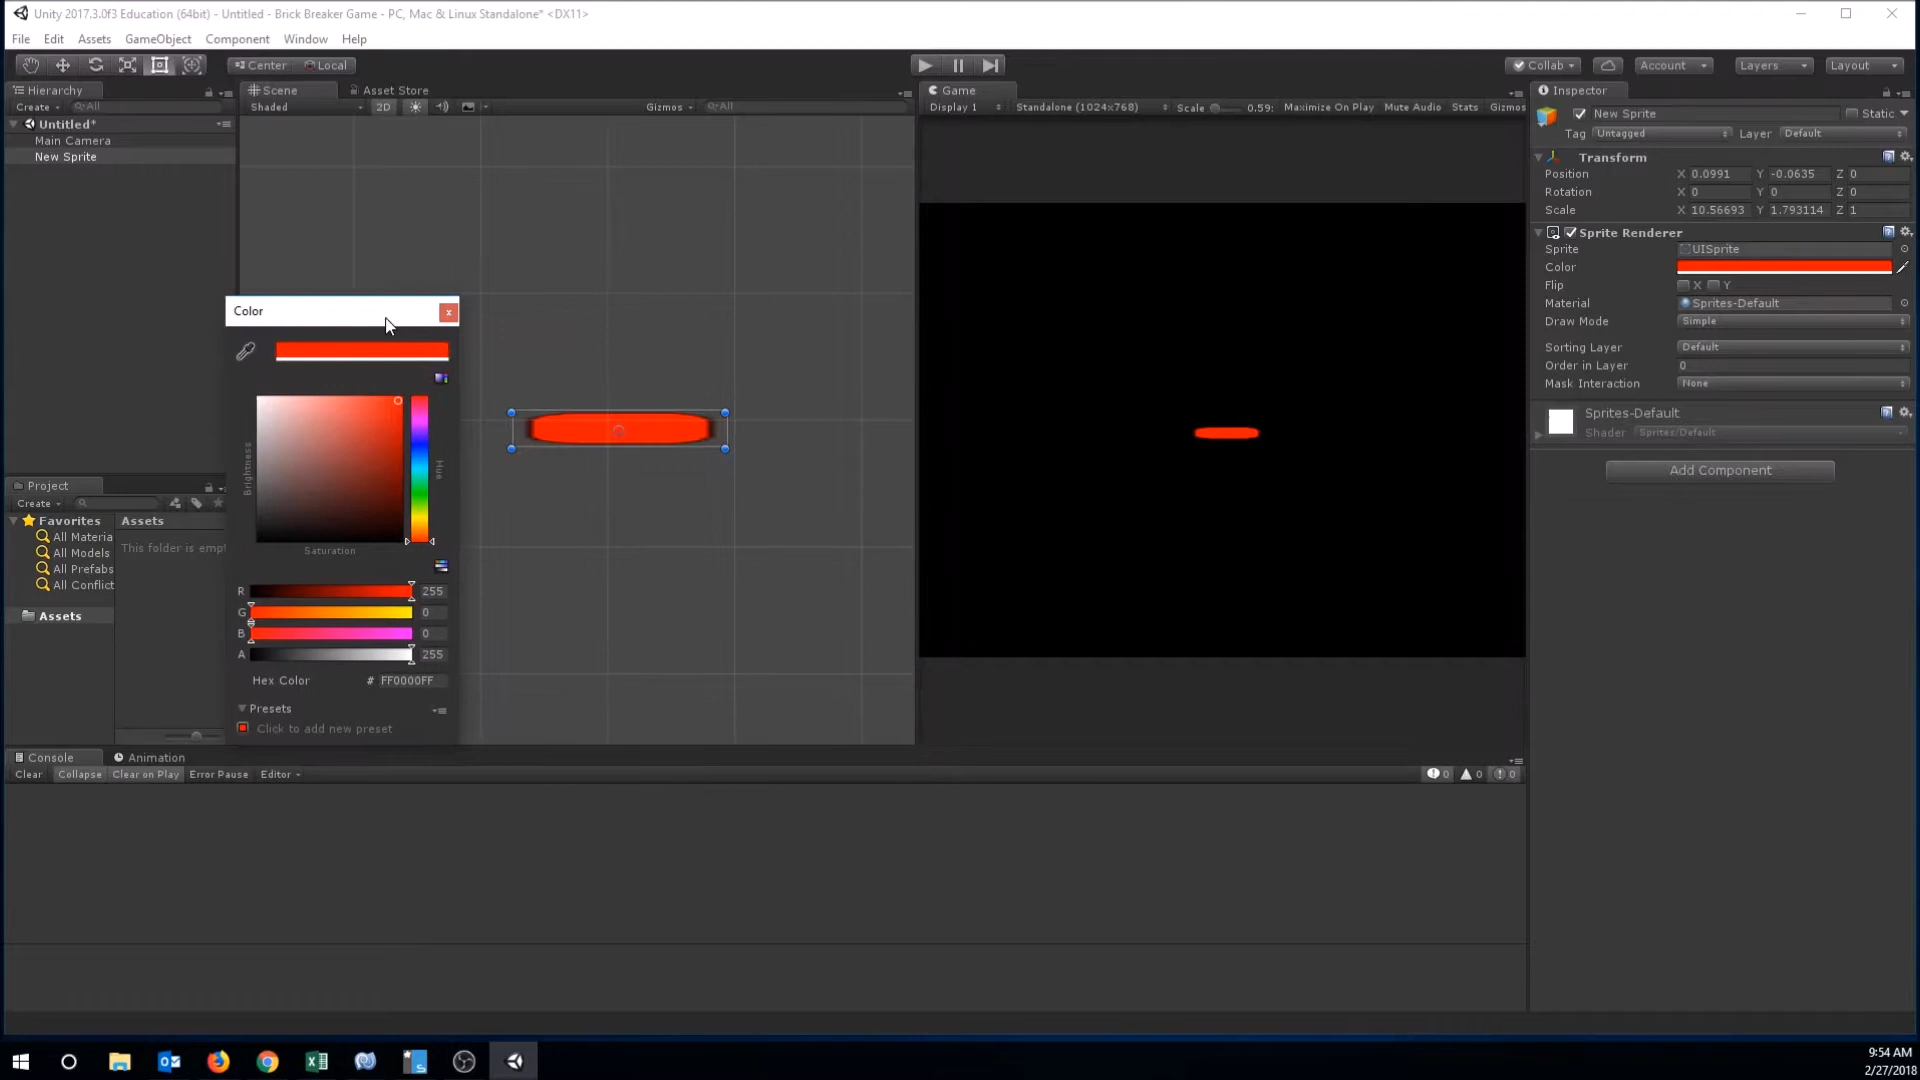 Unity 2017.3.0f3 Education (64bit) - Untitled - Brick Breaker Game - PC, Mac & Linux Standalone* <DX11>
File Edit Assets GameObject Component Window Help
Center Local Collab Account Layers Layout
Hierarchy Scene Asset Store Game Inspector
Create All Shaded 2D Gizmos All Display 1 Standalone (1024x768) Scale 0.59: Maximize On Play Mute Audio Stats Gizmos
New Sprite Static
Untitled*
Tag Untagged Layer Default
Main Camera
New Sprite
Transform
Position X 0.0991 Y -0.0635 Z 0
Rotation X 0 Y 0 Z 0
Scale X 10.56693 Y 1.793114 Z 1
Sprite Renderer
Sprite UISprite
Color
Flip X Y
Material Sprites-Default
Draw Mode Simple
Sorting Layer Default
Order in Layer 0
Mask Interaction None
Sprites-Default
Shader Sprites/Default
Add Component
Color x
Brightness
Hue
Saturation
R 255
G 0
B 0
A 255
Hex Color # FF0000FF
Presets
Click to add new preset
Project
Create
Favorites Assets
All Materia This folder is empt
All Models
All Prefabs
All Conflict
Assets
Console Animation
Clear Collapse Clear on Play Error Pause Editor 0 0 0
9:54 AM
2/27/2018